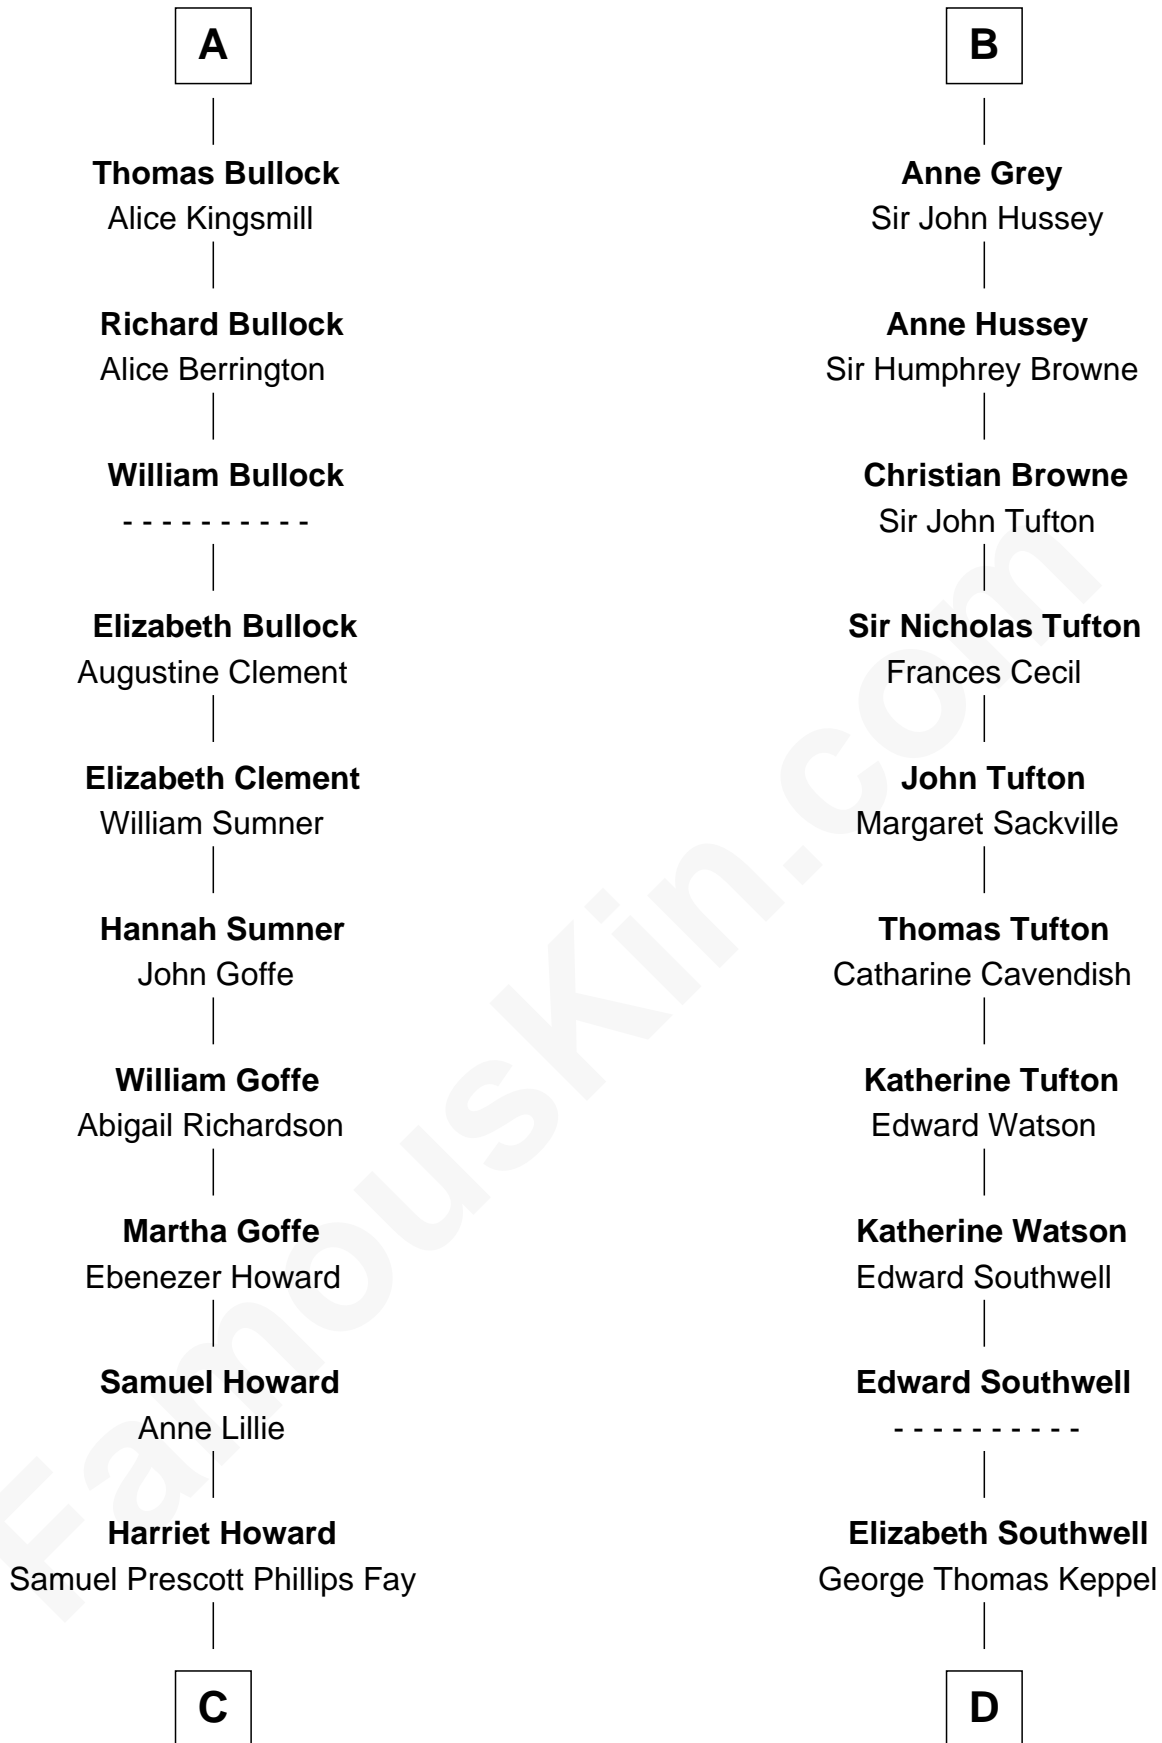 A
Thomas Bullock
Alice Kingsmill
Richard Bullock
Alice Berrington
William Bullock
- - - - - - - - - -
Elizabeth Bullock
Augustine Clement
Elizabeth Clement
William Sumner
Hannah Sumner
John Goffe
William Goffe
Abigail Richardson
Martha Goffe
Ebenezer Howard
Samuel Howard
Anne Lillie
Harriet Howard
Samuel Prescott Phillips Fay
C
B
Anne Grey
Sir John Hussey
Anne Hussey
Sir Humphrey Browne
Christian Browne
Sir John Tufton
Sir Nicholas Tufton
Frances Cecil
John Tufton
Margaret Sackville
Thomas Tufton
Catharine Cavendish
Katherine Tufton
Edward Watson
Katherine Watson
Edward Southwell
Edward Southwell
- - - - - - - - - -
Elizabeth Southwell
George Thomas Keppel
D
FamousKin.com